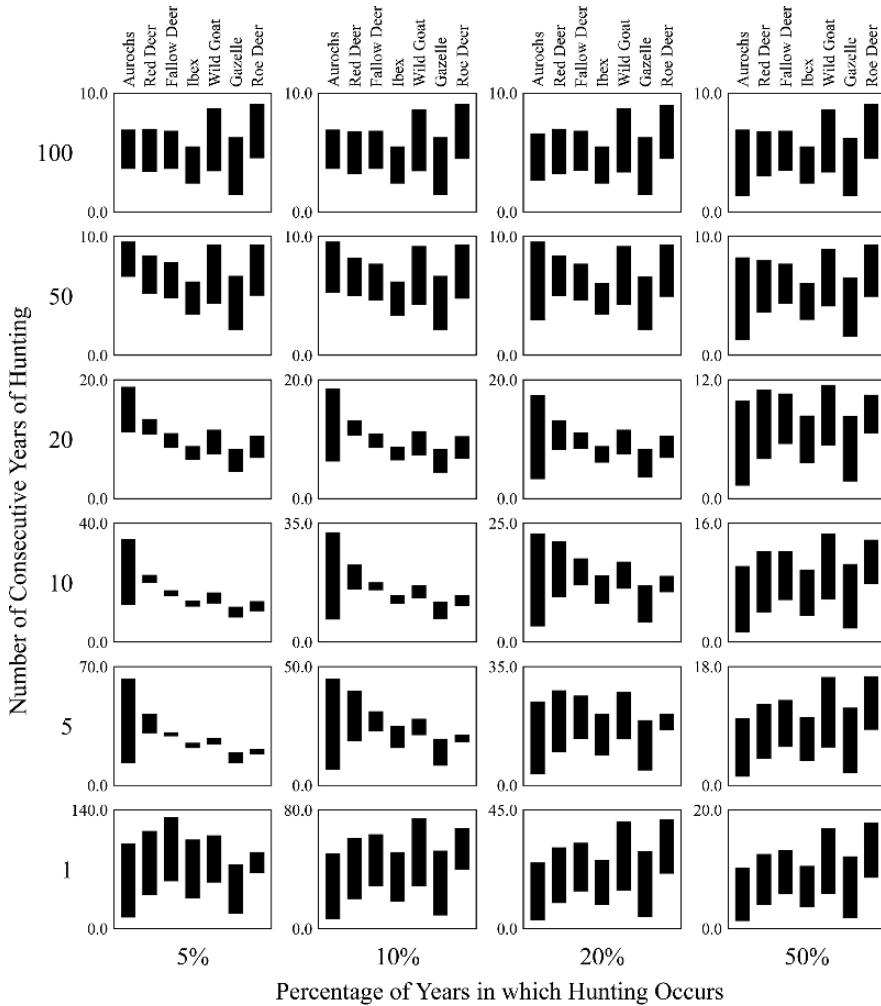 Aurochs Red Deer Fallow Deer Ibex Wild Goat Gazelle Roe Deer
Aurochs Red Deer Fallow Deer Ibex Wild Goat Gazelle Roe Deer
Aurochs Red Deer Fallow Deer Ibex Wild Goat Gazelle Roe Deer
Aurochs Red Deer Fallow Deer Ibex Wild Goat Gazelle Roe Deer
Number of Consecutive Years of Hunting
10.0 10.0 10.0 10.0
100
0.0 0.0 0.0 0.0
10.0 10.0 10.0 10.0
50
0.0 0.0 0.0 0.0
20.0 20.0 20.0 12.0
20
0.0 0.0 0.0 0.0
40.0 35.0 25.0 16.0
10
0.0 0.0 0.0 0.0
70.0 50.0 35.0 18.0
5
0.0 0.0 0.0 0.0
140.0 80.0 45.0 20.0
1
0.0 0.0 0.0 0.0
5% 10% 20% 50%
Percentage of Years in which Hunting Occurs